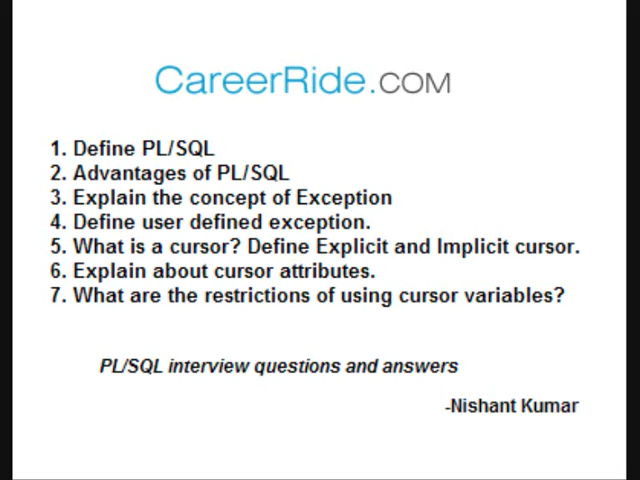 CareerRide.COM
1. Define PL/SQL
2. Advantages of PL/SQL
3. Explain the concept of Exception
4. Define user defined exception.
5. What is a cursor? Define Explicit and Implicit cursor.
6. Explain about cursor attributes.
7. What are the restrictions of using cursor variables?
PL/SQL interview questions and answers
-Nishant Kumar